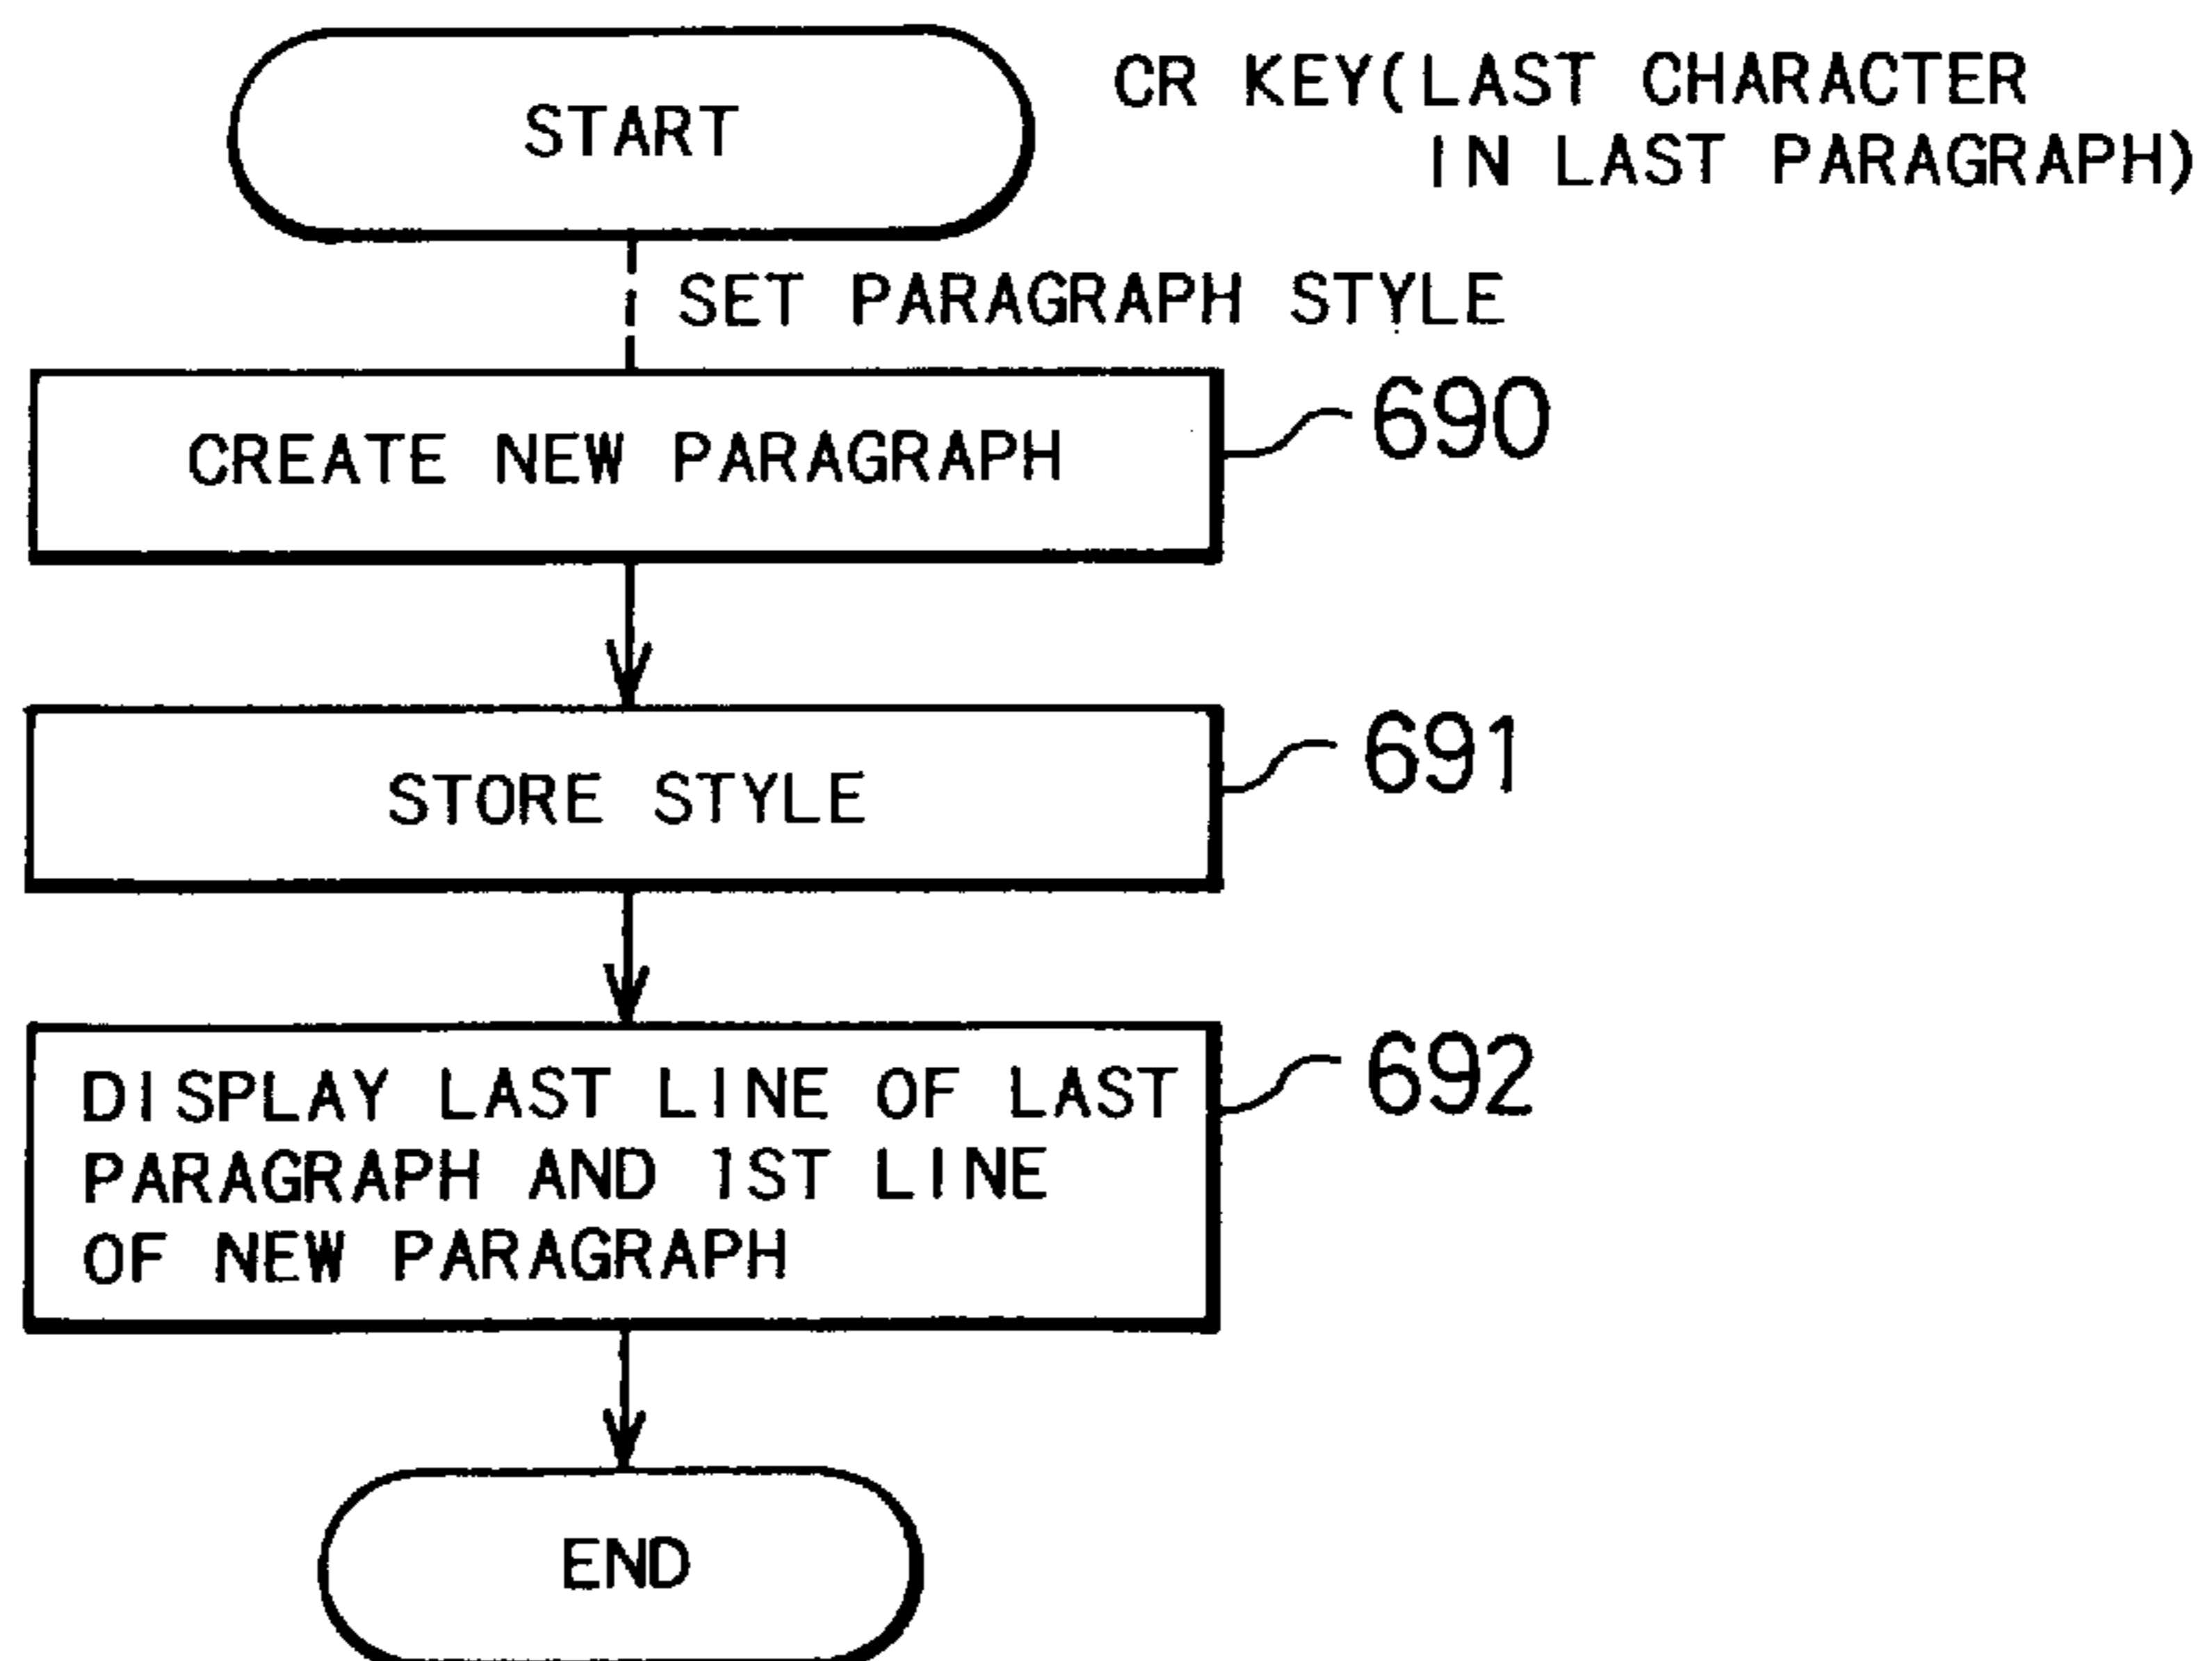 START
CR KEY(LAST CHARACTER
IN LAST PARAGRAPH)
SET PARAGRAPH STYLE
CREATE NEW PARAGRAPH
690
STORE STYLE
691
DISPLAY LAST LINE OF LAST
PARAGRAPH AND 1ST LINE
OF NEW PARAGRAPH
692
END